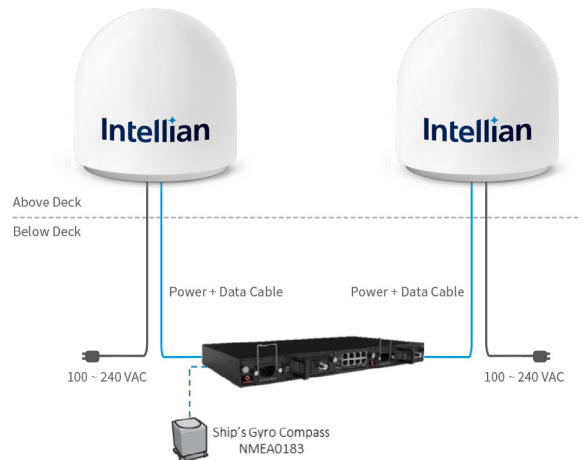 Intellian
Intellian
Above Deck
Below Deck
Power + Data Cable
Power + Data Cable
100 ~ 240 VAC
100 ~ 240 VAC
Ship's Gyro Compass
NMEA0183